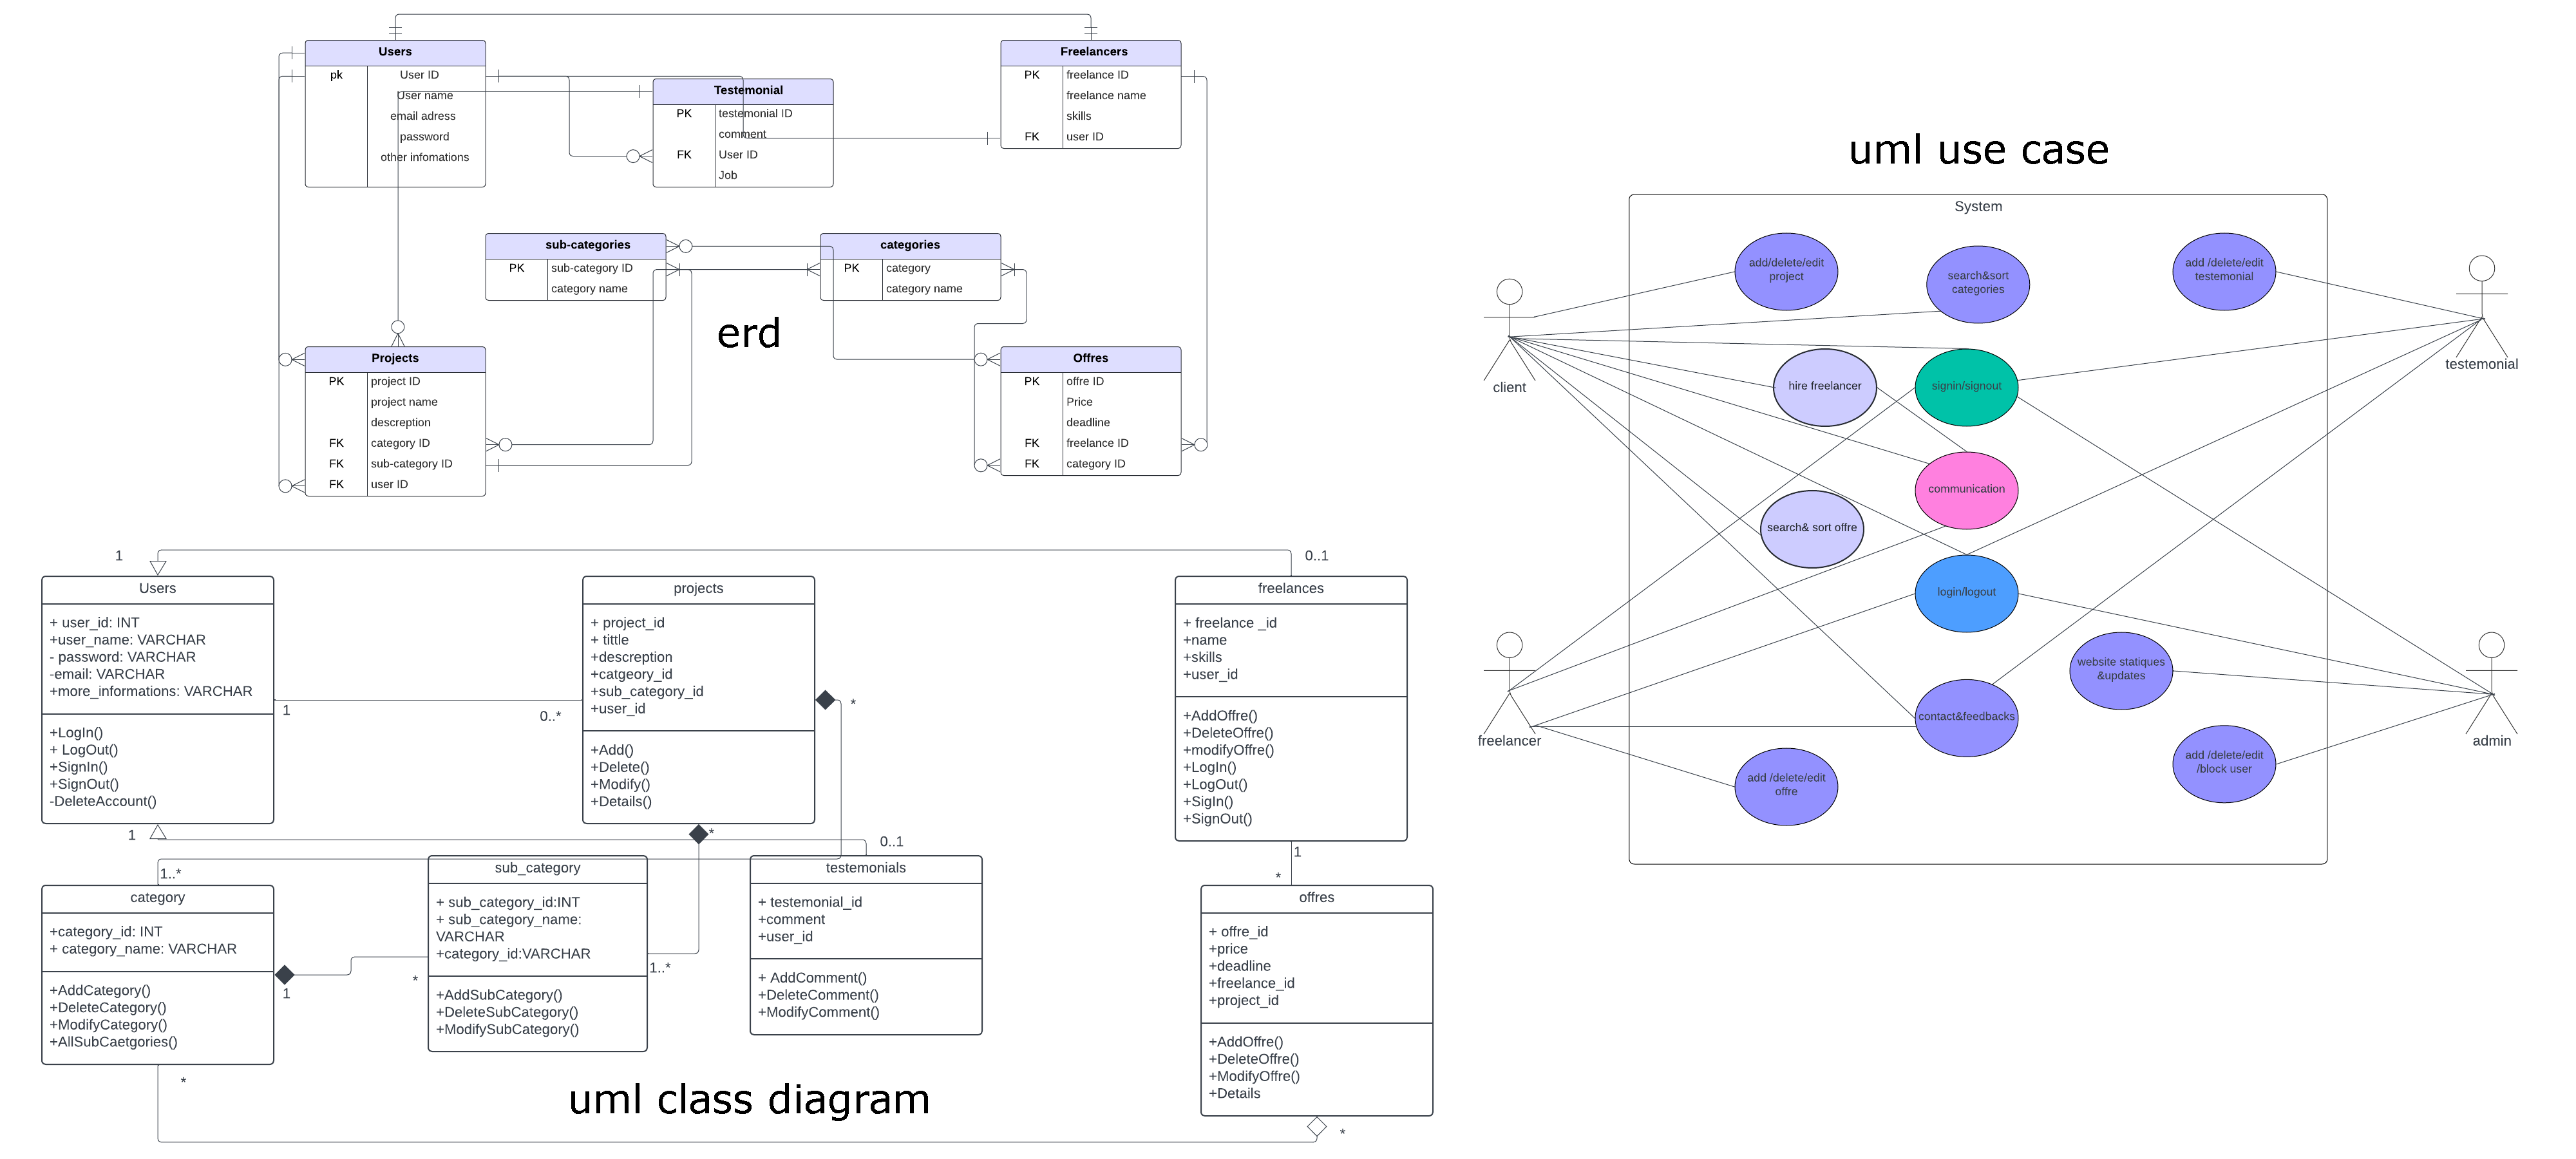 Users
pk
User ID
User name
email adress
password
other infomations
Testemonial
PK
testemonial ID
comment
FK
User ID
Job
Freelancers
PK
freelance ID
freelance name
skills
FK
user ID
sub-categories
PK
sub-category ID
category name
categories
PK
category
category name
erd
Projects
PK
project ID
project name
descreption
FK
category ID
FK
sub-category ID
FK
user ID
Offres
PK
offre ID
Price
deadline
FK
freelance ID
FK
category ID
uml use case
System
add/delete/edit
project
search&sort
categories
add /delete/edit
testemonial
client
testemonial
hire freelancer
signin/signout
communication
search& sort offre
login/logout
website statiques
&updates
contact&feedbacks
freelancer
admin
add /delete/edit
offre
add /delete/edit
/block user
1
0..1
Users
+ user_id: INT
+user_name: VARCHAR
- password: VARCHAR
-email: VARCHAR
+more_informations: VARCHAR
+LogIn()
+ LogOut()
+SignIn()
+SignOut()
-DeleteAccount()
1
0..*
projects
+ project_id
+ tittle
+descreption
+catgeory_id
+sub_category_id
+user_id
+Add()
+Delete()
+Modify()
+Details()
*
*
freelances
+ freelance _id
+name
+skills
+user_id
+AddOffre()
+DeleteOffre()
+modifyOffre()
+LogIn()
+LogOut()
+SigIn()
+SignOut()
1
*
1
0..1
1..*
category
+category_id: INT
+ category_name: VARCHAR
+AddCategory()
+DeleteCategory()
+ModifyCategory()
+AllSubCaetgories()
1
*
*
sub_category
+ sub_category_id:INT
+ sub_category_name:
VARCHAR
+category_id:VARCHAR
+AddSubCategory()
+DeleteSubCategory()
+ModifySubCategory()
1..*
testemonials
+ testemonial_id
+comment
+user_id
+ AddComment()
+DeleteComment()
+ModifyComment()
offres
+ offre_id
+price
+deadline
+freelance_id
+project_id
+AddOffre()
+DeleteOffre()
+ModifyOffre()
+Details
*
uml class diagram